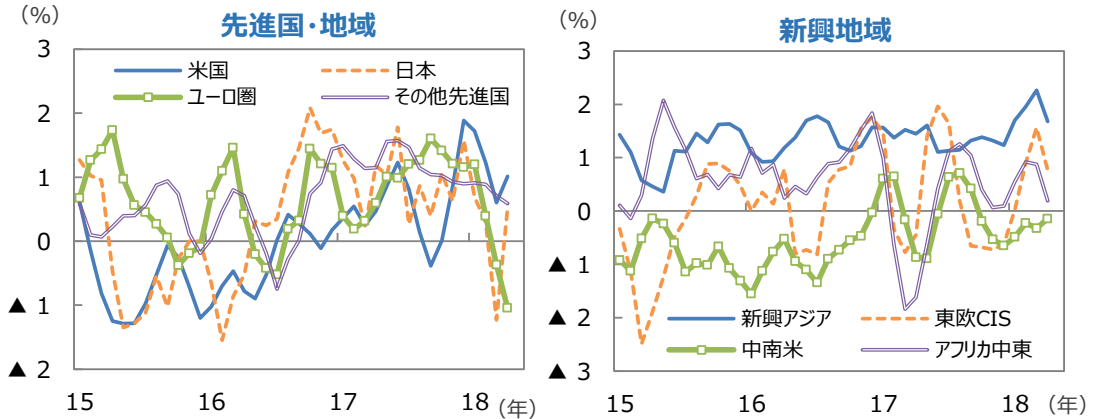 (%)
先進国・地域
3
2
1
0
▲ 1
▲ 2
米国
日本
ユーロ圏
その他先進国
15
16
17
18
(年)
(%)
新興地域
3
2
1
0
▲ 1
▲ 2
▲ 3
新興アジア
東欧CIS
中南米
アフリカ中東
15
16
17
18
(年)